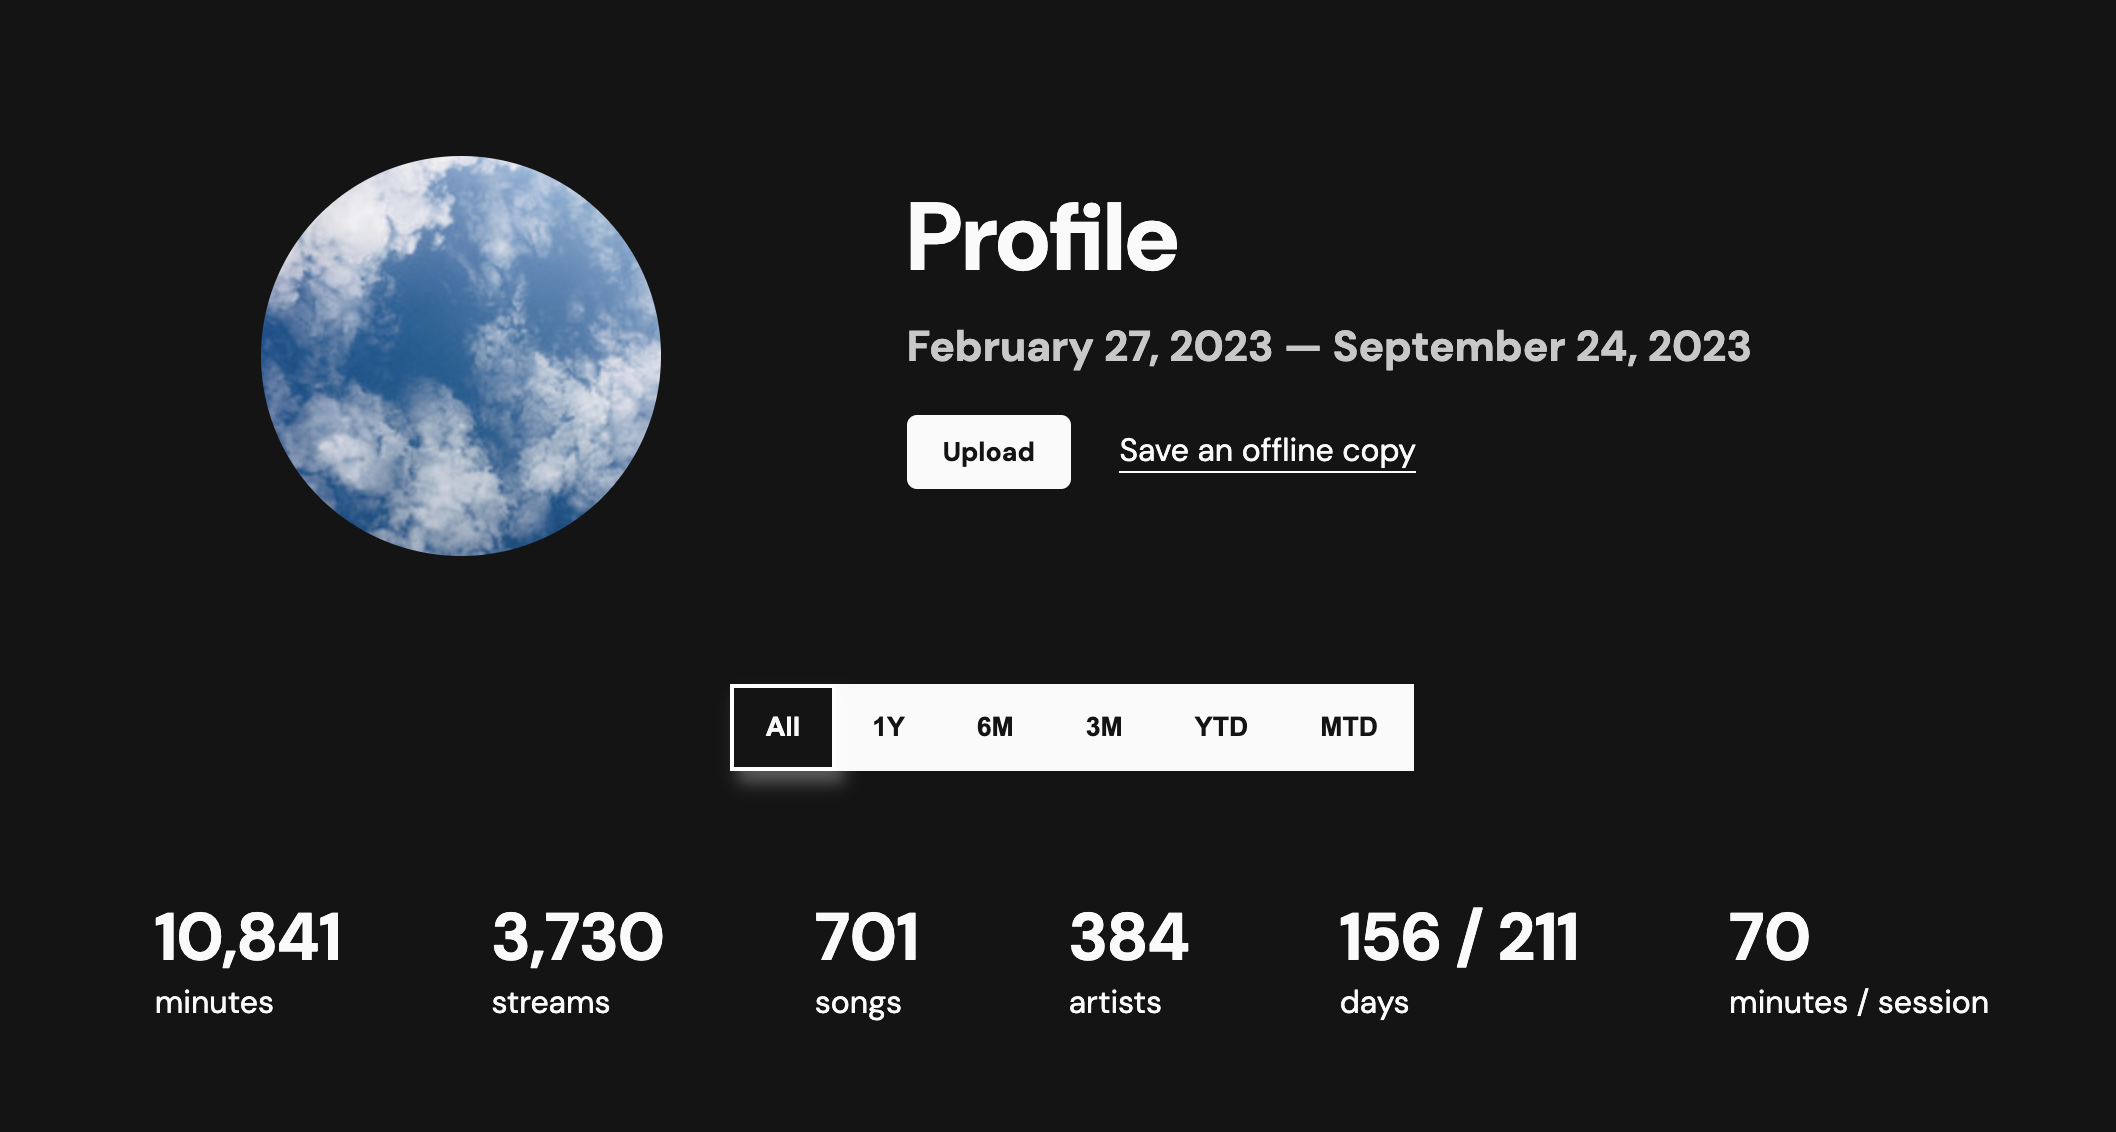 Profile
February 27, 2023 — September 24, 2023
Upload Save an offline copy
All 1Y 6M 3M YTD MTD
10,841 3,730 701 384 156 / 211 70
minutes streams songs artists days minutes / session